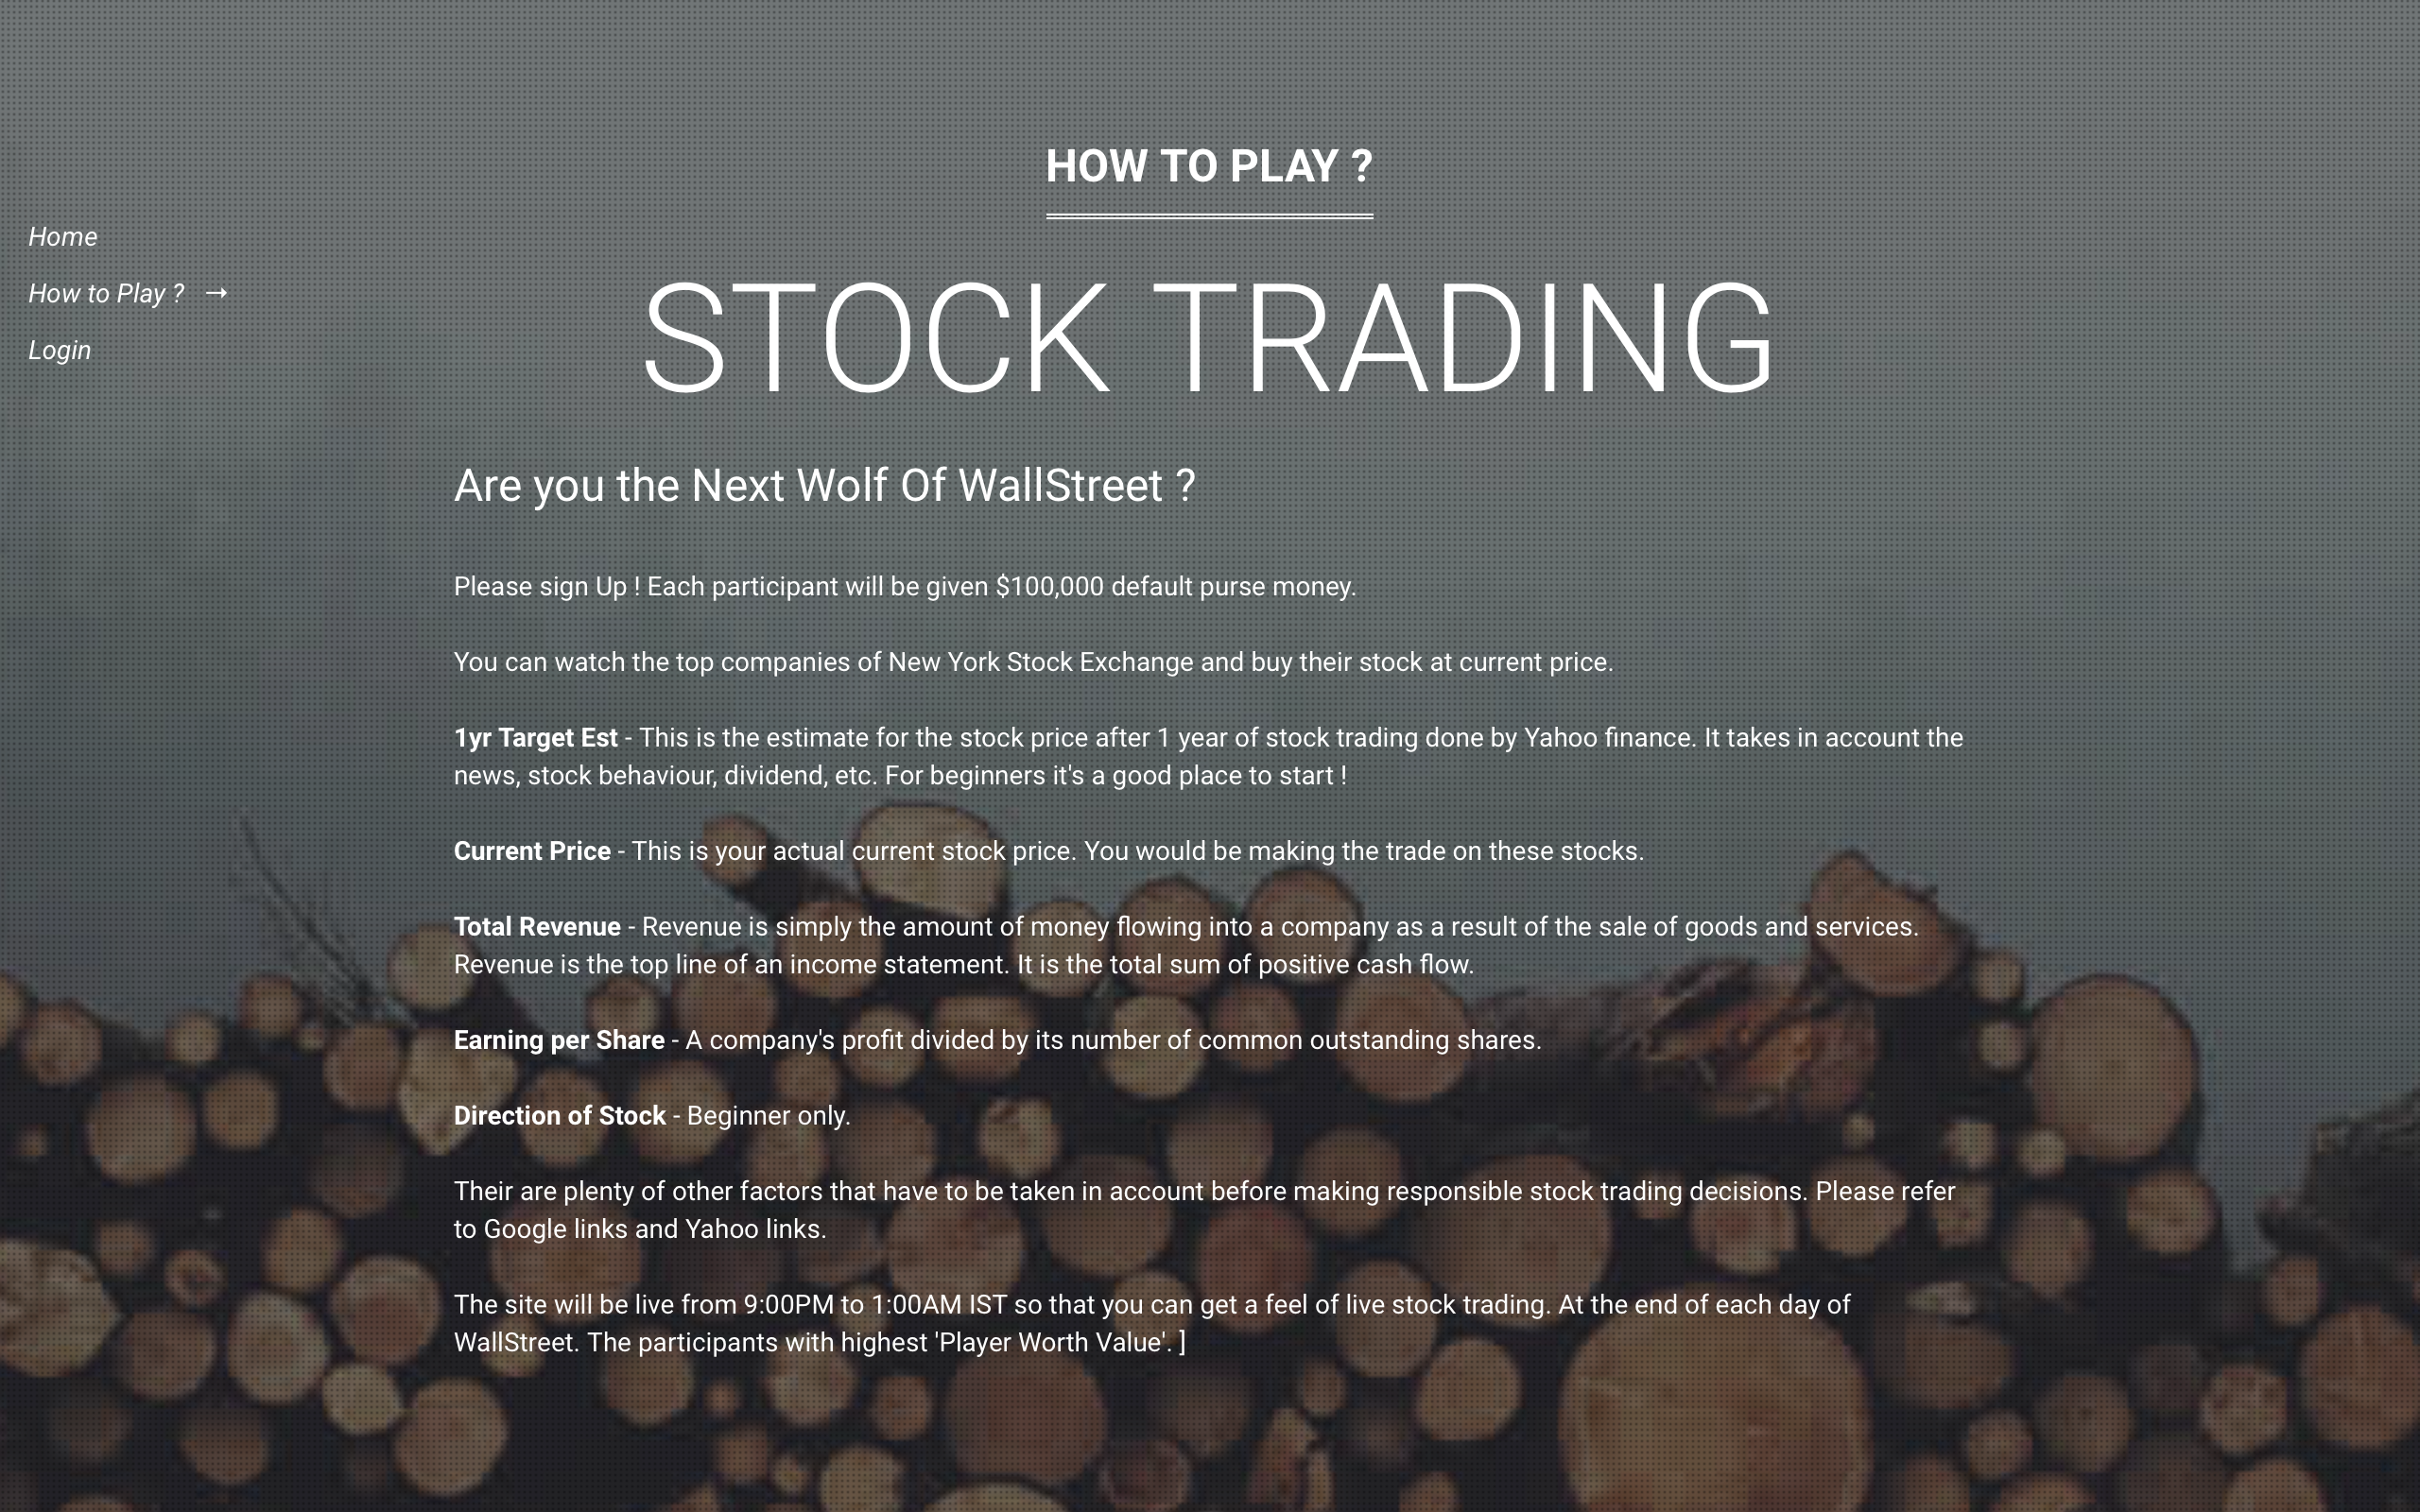 HOW TO PLAY ?
Home
How to Play ? →
Login
STOCK TRADING
Are you the Next Wolf Of WallStreet ?
Please sign Up ! Each participant will be given $100,000 default purse money.
You can watch the top companies of New York Stock Exchange and buy their stock at current price.
1yr Target Est - This is the estimate for the stock price after 1 year of stock trading done by Yahoo finance. It takes in account the
news, stock behaviour, dividend, etc. For beginners it's a good place to start !
Current Price - This is your actual current stock price. You would be making the trade on these stocks.
Total Revenue - Revenue is simply the amount of money flowing into a company as a result of the sale of goods and services.
Revenue is the top line of an income statement. It is the total sum of positive cash flow.
Earning per Share - A company's profit divided by its number of common outstanding shares.
Direction of Stock - Beginner only.
Their are plenty of other factors that have to be taken in account before making responsible stock trading decisions. Please refer
to Google links and Yahoo links.
The site will be live from 9:00PM to 1:00AM IST so that you can get a feel of live stock trading. At the end of each day of
WallStreet. The participants with highest 'Player Worth Value'. ]